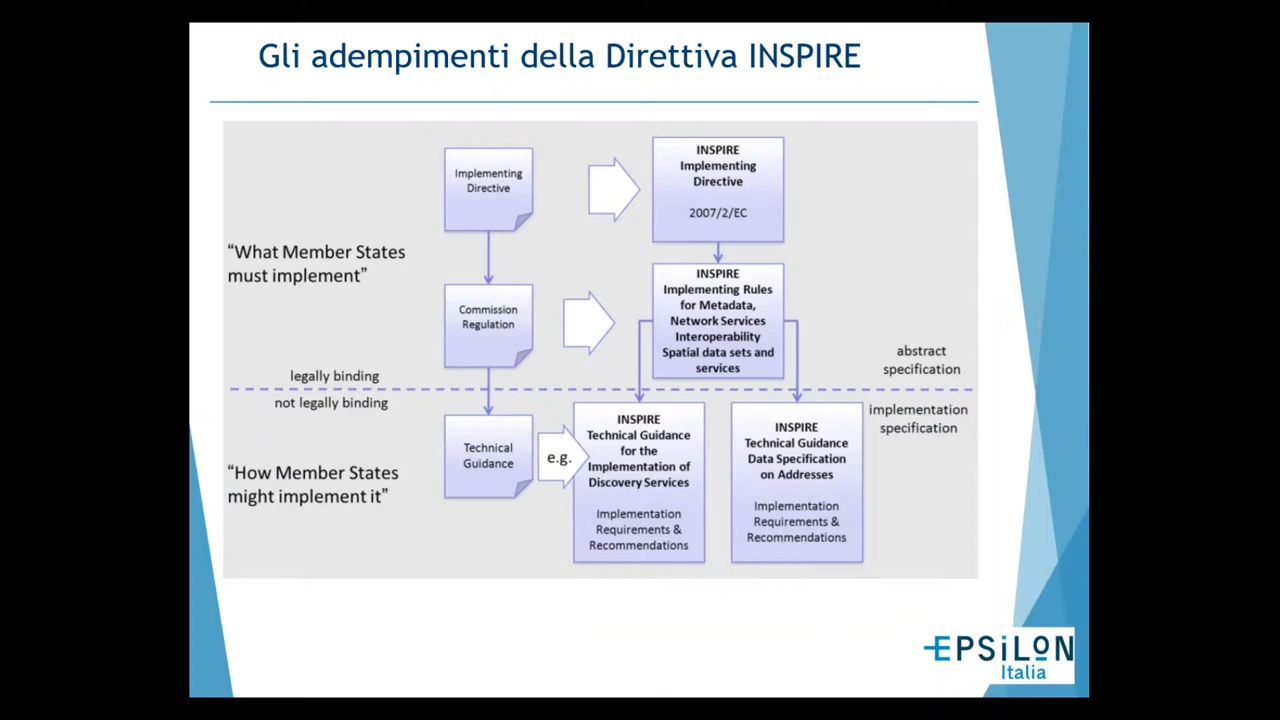 Gli adempimenti della Direttiva INSPIRE
Implementing
Directive
INSPIRE
Implementing
Directive
2007/2/EC
“What Member States
must implement”
Commission
Regulation
INSPIRE
Implementing Rules
for Metadata,
Network Services
Interoperability
Spatial data sets and
services
abstract
specification
legally binding
not legally binding
implementation
specification
“How Member States
might implement it”
Technical
Guidance
e.g.
INSPIRE
Technical Guidance
for the
Implementation of
Discovery Services
Implementation
Requirements &
Recommendations
INSPIRE
Technical Guidance
Data Specification
on Addresses
Implementation
Requirements &
Recommendations
EPSiLON
Italia